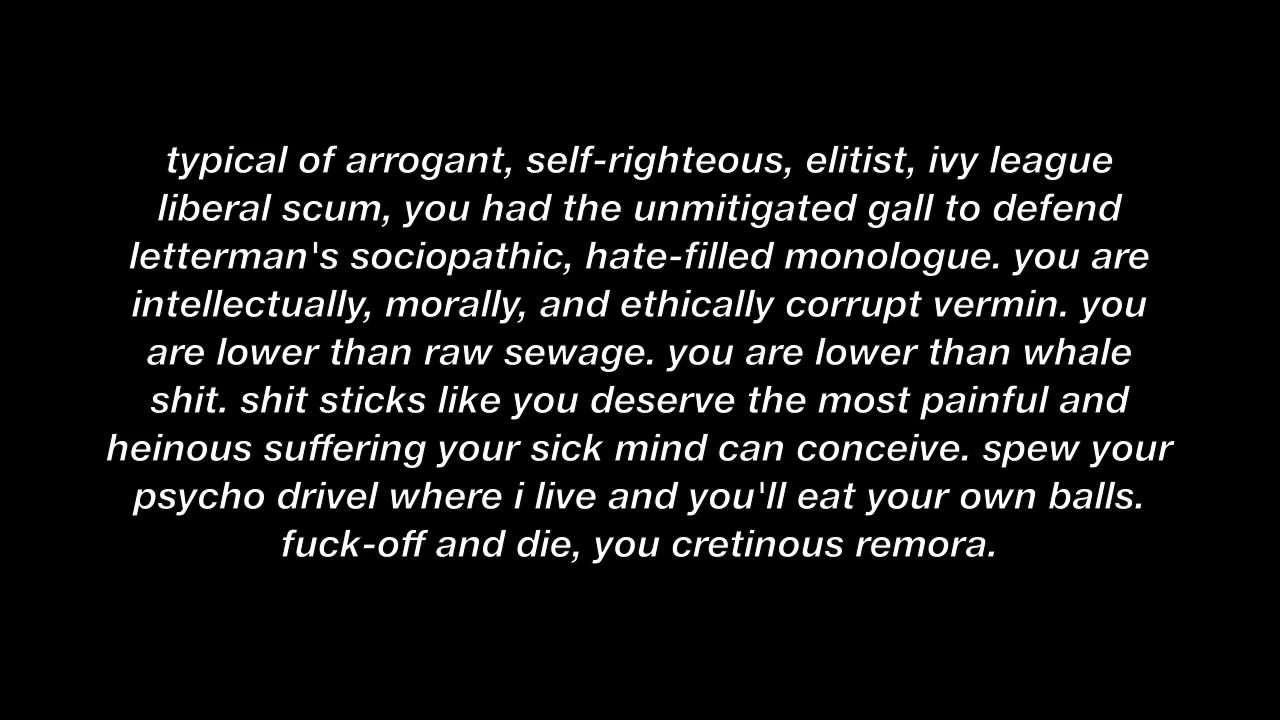 typical of arrogant, self-righteous, elitist, ivy league
liberal scum, you had the unmitigated gall to defend
letterman's sociopathic, hate-filled monologue. you are
intellectually, morally, and ethically corrupt vermin. you
are lower than raw sewage. you are lower than whale
shit. shit sticks like you deserve the most painful and
heinous suffering your sick mind can conceive. spew your
psycho drivel where i live and you'll eat your own balls.
fuck-off and die, you cretinous remora.